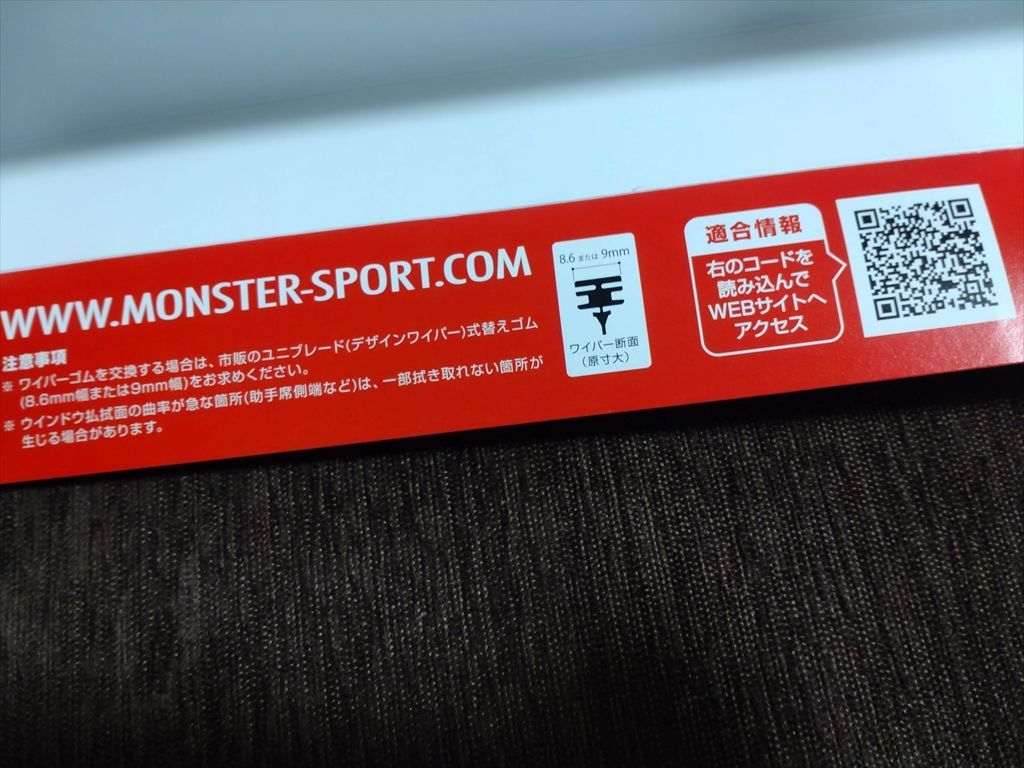 WWW.MONSTER-SPORT.COM
注意事項
※ ワイパーゴムを交換する場合は、市販のユニブレード(デザインワイパー)式替えゴム
(8.6mm幅または9mm幅)をお求めください。
※ ウインドウ払拭面の曲率が急な箇所(助手席側端など)は、一部拭き取れない箇所が
生じる場合があります。
8.6 または 9mm
ワイパー断面
(原寸大)
適合情報
右のコードを
読み込んで
WEBサイトへ
アクセス